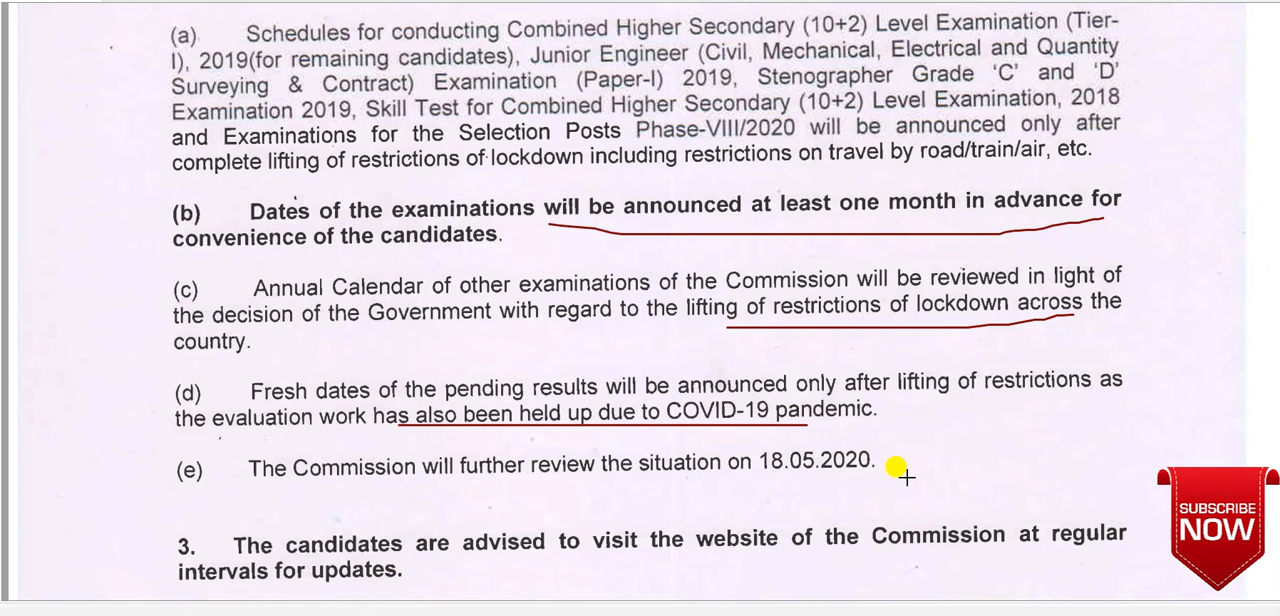 (a) Schedules for conducting Combined Higher Secondary (10+2) Level Examination (Tier-
I), 2019(for remaining candidates), Junior Engineer (Civil, Mechanical, Electrical and Quantity
Surveying & Contract) Examination (Paper-I) 2019, Stenographer Grade 'C' and 'D'
Examination 2019, Skill Test for Combined Higher Secondary (10+2) Level Examination, 2018
and Examinations for the Selection Posts Phase-VIII/2020 will be announced only after
complete lifting of restrictions of lockdown including restrictions on travel by road/train/air, etc.
(b) Dates of the examinations will be announced at least one month in advance for
convenience of the candidates.
(c) Annual Calendar of other examinations of the Commission will be reviewed in light of
the decision of the Government with regard to the lifting of restrictions of lockdown across the
country.
(d) Fresh dates of the pending results will be announced only after lifting of restrictions as
the evaluation work has also been held up due to COVID-19 pandemic.
(e) The Commission will further review the situation on 18.05.2020.
3. The candidates are advised to visit the website of the Commission at regular
intervals for updates.
SUBSCRIBE
NOW